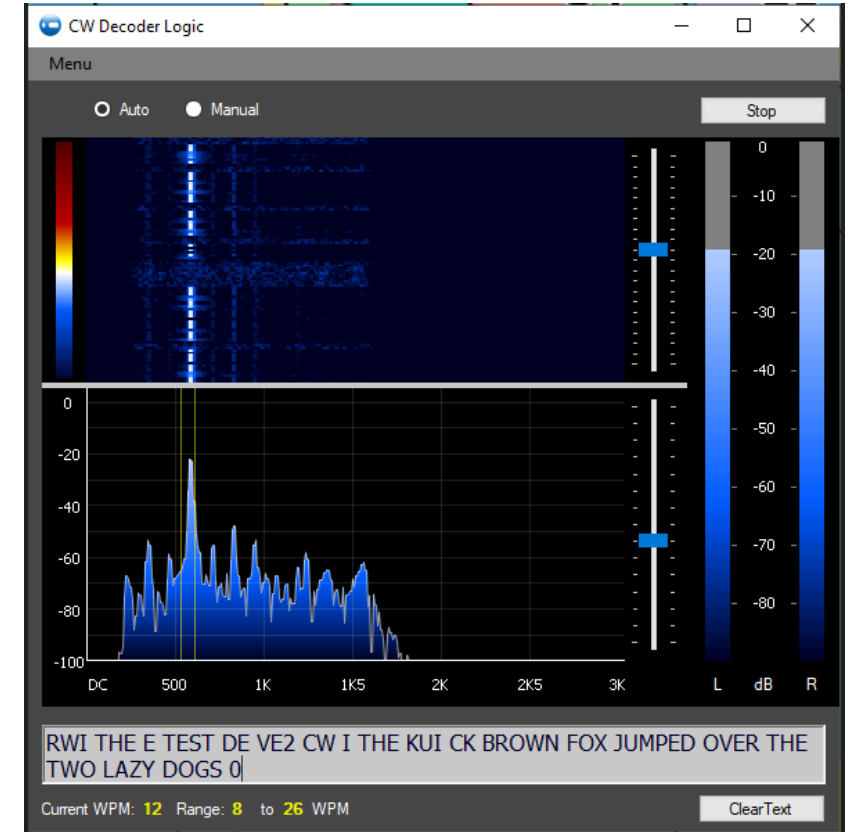 CW Decoder Logic
Menu
Auto Manual Stop
0
-10
-20
-30
-40
-50
-60
-70
-80
0
-20
-40
-60
-80
-100
DC 500 1K 1K5 2K 2K5 3K L dB R
RWI THE E TEST DE VE2 CW I THE KUI CK BROWN FOX JUMPED OVER THE
TWO LAZY DOGS 0
Current WPM: 12 Range: 8 to 26 WPM ClearText